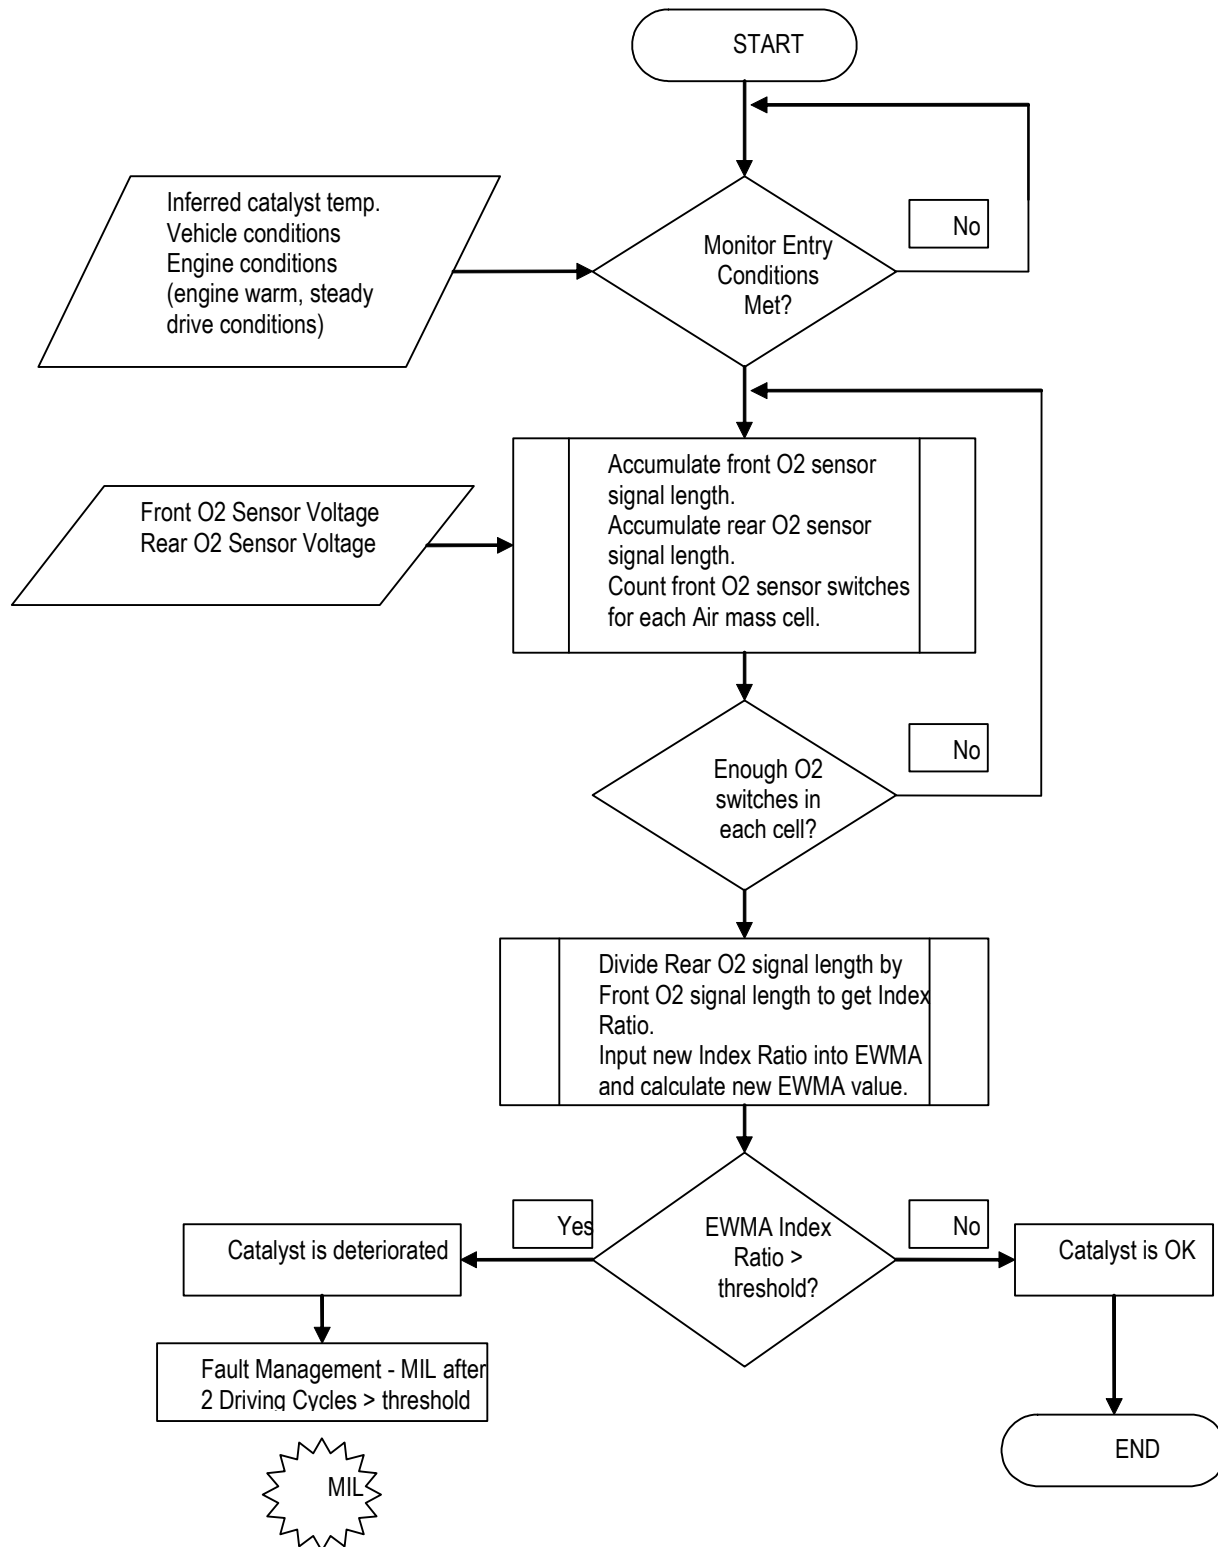 START
Inferred catalyst temp.
Vehicle conditions
Engine conditions
(engine warm, steady
drive conditions)
Monitor Entry
Conditions
Met?
No
Front O2 Sensor Voltage
Rear O2 Sensor Voltage
Accumulate front O2 sensor
signal length.
Accumulate rear O2 sensor
signal length.
Count front O2 sensor switches
for each Air mass cell.
Enough O2
switches in
each cell?
No
Divide Rear O2 signal length by
Front O2 signal length to get Index
Ratio.
Input new Index Ratio into EWMA
and calculate new EWMA value.
EWMA Index
Ratio >
threshold?
Yes
No
Catalyst is deteriorated
Catalyst is OK
Fault Management - MIL after
2 Driving Cycles > threshold
MIL
END